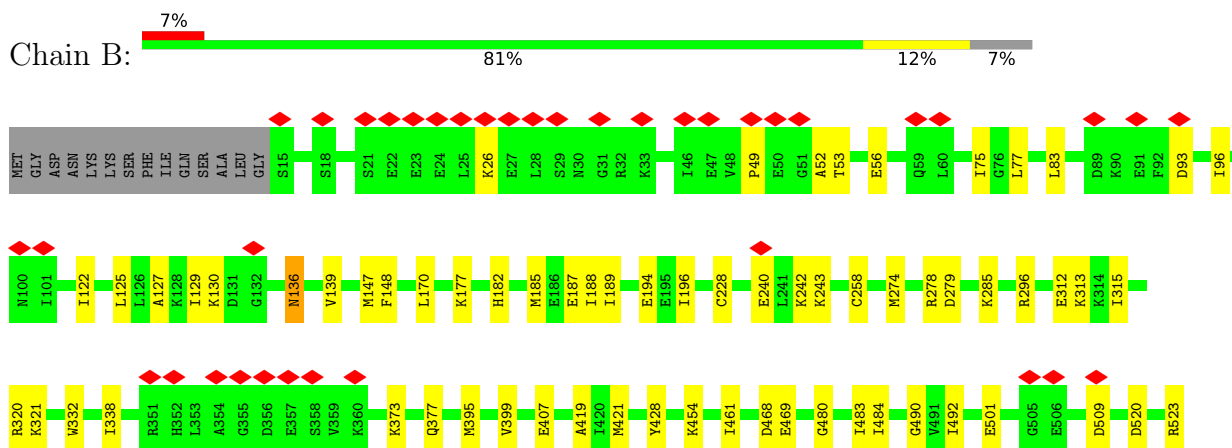 7%
Chain B:
81% 12% 7%
MET GLY ASP ASN LYS LYS SER PHE ILE GLN SER ALA LEU GLY S15 S18 S21 E22 E23 E24 L25 K26 E27 L28 S29 N30 G31 R32 K33 I46 E47 V48 P49 E50 G51 A52 T53 E56 Q59 L60 I75 G76 L77 L83 D89 K90 E91 F92 D93 I96
N100 I101 I122 L125 L126 A127 K128 I129 K130 D131 G132 N136 V139 M147 F148 L170 K177 H182 M185 E186 E187 I188 I189 E194 E195 I196 C228 E240 L241 K242 K243 C258 M274 R278 D279 K285 R296 E312 K313 K314 I315
R320 K321 W332 I338 R351 H352 L353 A354 G355 D356 E357 S358 V359 K360 K373 Q377 M395 V399 E407 A419 I420 M421 Y428 K454 I461 D468 E469 G480 I483 I484 G490 V491 I492 E501 G505 E506 D509 D520 R523